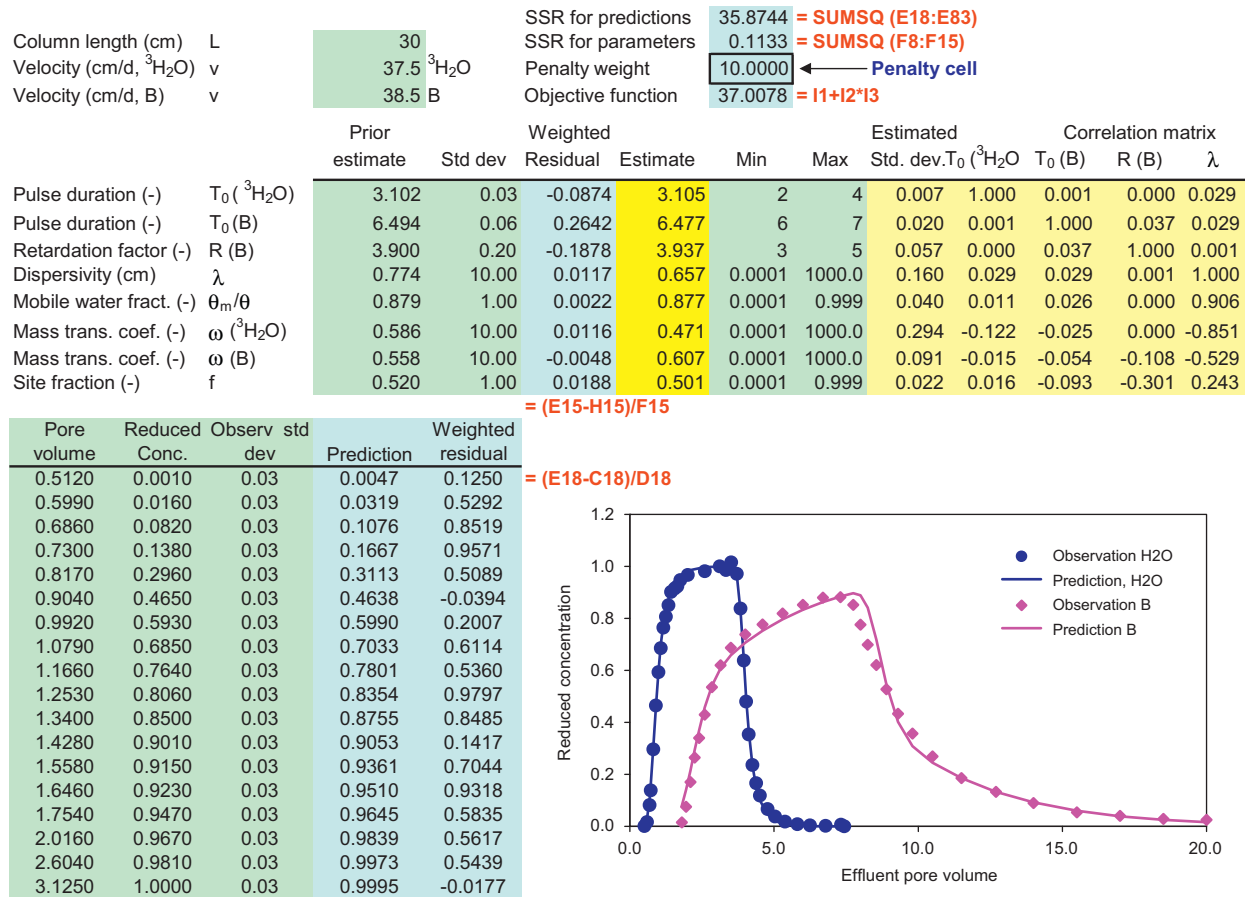 SSR for predictions 35.8744 = SUMSQ (E18:E83)
Column length (cm) L 30 SSR for parameters 0.1133 = SUMSQ (F8:F15)
Velocity (cm/d, ³H₂O) v 37.5 ³H₂O Penalty weight 10.0000 Penalty cell
Velocity (cm/d, B) v 38.5 B Objective function 37.0078 = I1+I2*I3
Prior Weighted Estimated Correlation matrix
estimate Std dev Residual Estimate Min Max Std. dev. T₀ (³H₂O T₀ (B) R (B) λ
Pulse duration (-) T₀ (³H₂O) 3.102 0.03 -0.0874 3.105 2 4 0.007 1.000 0.001 0.000 0.029
Pulse duration (-) T₀ (B) 6.494 0.06 0.2642 6.477 6 7 0.020 0.001 1.000 0.037 0.029
Retardation factor (-) R (B) 3.900 0.20 -0.1878 3.937 3 5 0.057 0.000 0.037 1.000 0.001
Dispersivity (cm) λ 0.774 10.00 0.0117 0.657 0.0001 1000.0 0.160 0.029 0.029 0.001 1.000
Mobile water fract. (-) θm/θ 0.879 1.00 0.0022 0.877 0.0001 0.999 0.040 0.011 0.026 0.000 0.906
Mass trans. coef. (-) ω (³H₂O) 0.586 10.00 0.0116 0.471 0.0001 1000.0 0.294 -0.122 -0.025 0.000 -0.851
Mass trans. coef. (-) ω (B) 0.558 10.00 -0.0048 0.607 0.0001 1000.0 0.091 -0.015 -0.054 -0.108 -0.529
Site fraction (-) f 0.520 1.00 0.0188 0.501 0.0001 0.999 0.022 0.016 -0.093 -0.301 0.243
= (E15-H15)/F15
Pore Reduced Observ std Weighted
volume Conc. dev Prediction residual
0.5120 0.0010 0.03 0.0047 0.1250 = (E18-C18)/D18
0.5990 0.0160 0.03 0.0319 0.5292
0.6860 0.0820 0.03 0.1076 0.8519
0.7300 0.1380 0.03 0.1667 0.9571
0.8170 0.2960 0.03 0.3113 0.5089
0.9040 0.4650 0.03 0.4638 -0.0394
0.9920 0.5930 0.03 0.5990 0.2007
1.0790 0.6850 0.03 0.7033 0.6114
1.1660 0.7640 0.03 0.7801 0.5360
1.2530 0.8060 0.03 0.8354 0.9797
1.3400 0.8500 0.03 0.8755 0.8485
1.4280 0.9010 0.03 0.9053 0.1417
1.5580 0.9150 0.03 0.9361 0.7044
1.6460 0.9230 0.03 0.9510 0.9318
1.7540 0.9470 0.03 0.9645 0.5835
2.0160 0.9670 0.03 0.9839 0.5617
2.6040 0.9810 0.03 0.9973 0.5439
3.1250 1.0000 0.03 0.9995 -0.0177
Reduced concentration
1.2
1.0
0.8
0.6
0.4
0.2
0.0
0.0 5.0 10.0 15.0 20.0
Effluent pore volume
Observation H2O
Prediction, H2O
Observation B
Prediction B